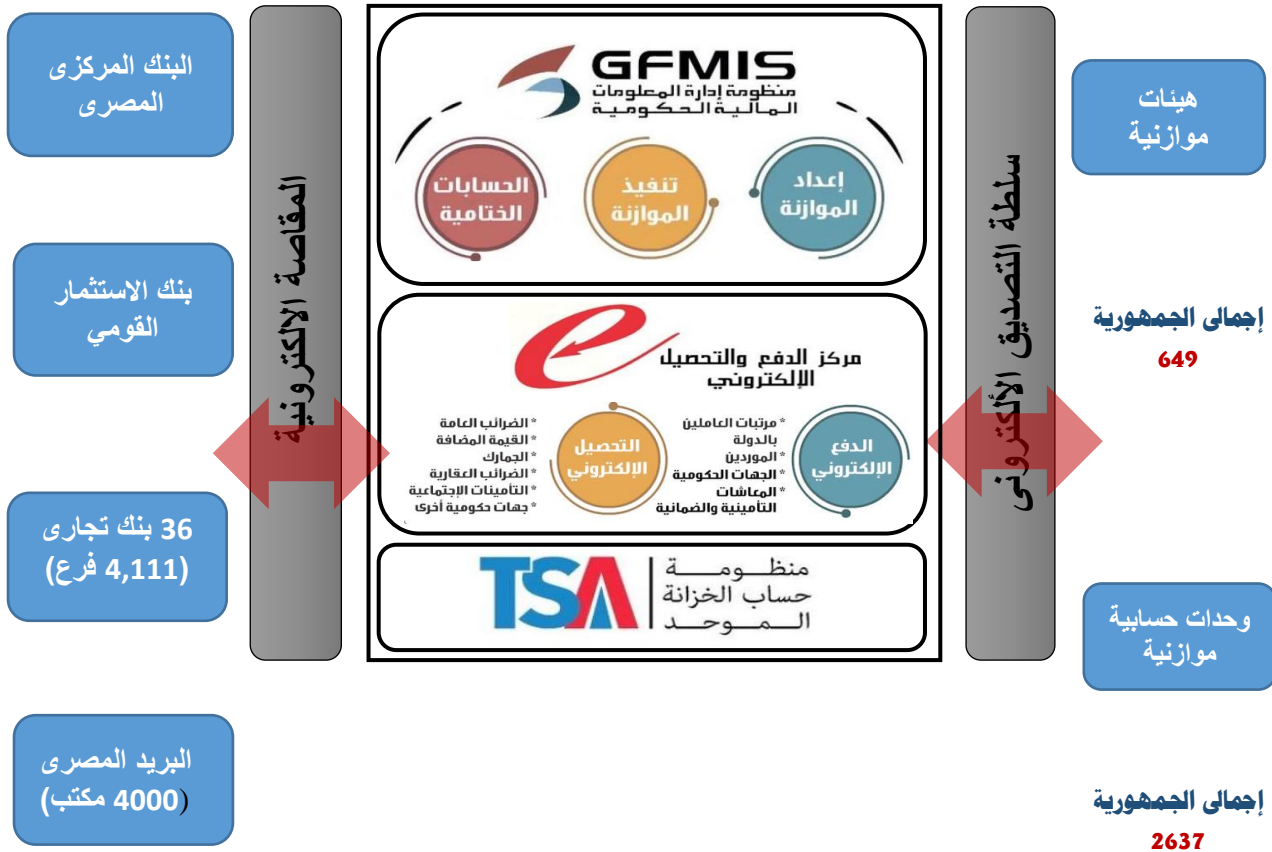 هيئات
موازنية
إجمالى الجمهورية
649
وحدات حسابية
موازنية
إجمالى الجمهورية
2637
سلطة التصديق الألكترونى
GFMIS
منظومة إدارة المعلومات
المالية الحكومية
إعداد
الموازنة
تنفيذ
الموازنة
الحسابات
الختامية
مركز الدفع والتحصيل
الإلكتروني
الدفع
الإلكتروني
* مرتبات العاملين
بالدولة
* الموردين
* الجهات الحكومية
* المعاشات
التأمينية والضمانية
التحصيل
الإلكتروني
* الضرائب العامة
* القيمة المضافة
* الجمارك
* الضرائب العقارية
* التأمينات الإجتماعية
* جهات حكومية أخرى
TSA
منظومة
حساب الخزانة
الموحد
المقاصة الالكترونية
البنك المركزى
المصرى
بنك الاستثمار
القومي
36 بنك تجارى
(4,111 فرع)
البريد المصرى
(4000 مكتب)